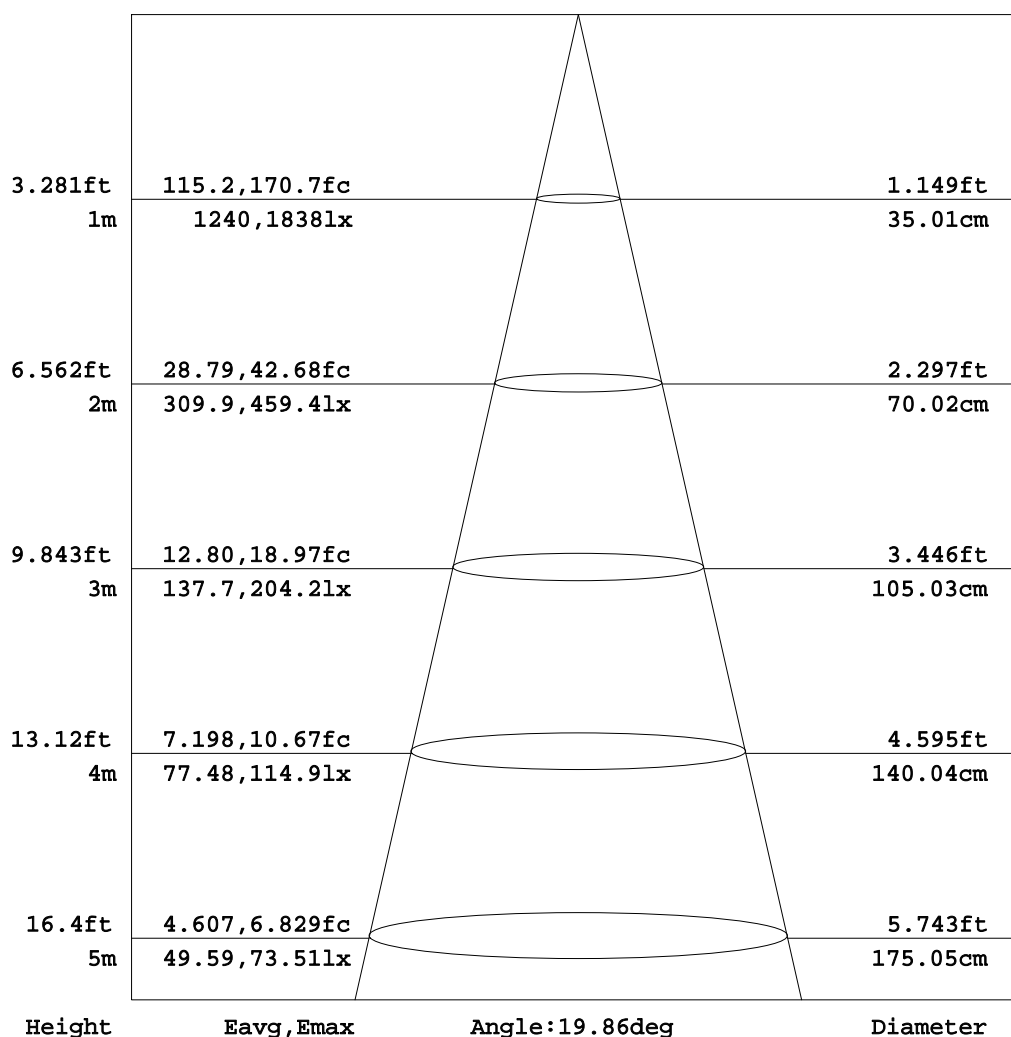 3.281ft 115.2,170.7fc 1.149ft
1m 1240,1838lx 35.01cm
6.562ft 28.79,42.68fc 2.297ft
2m 309.9,459.4lx 70.02cm
9.843ft 12.80,18.97fc 3.446ft
3m 137.7,204.2lx 105.03cm
13.12ft 7.198,10.67fc 4.595ft
4m 77.48,114.9lx 140.04cm
16.4ft 4.607,6.829fc 5.743ft
5m 49.59,73.51lx 175.05cm
Height Eavg,Emax Angle:19.86deg Diameter